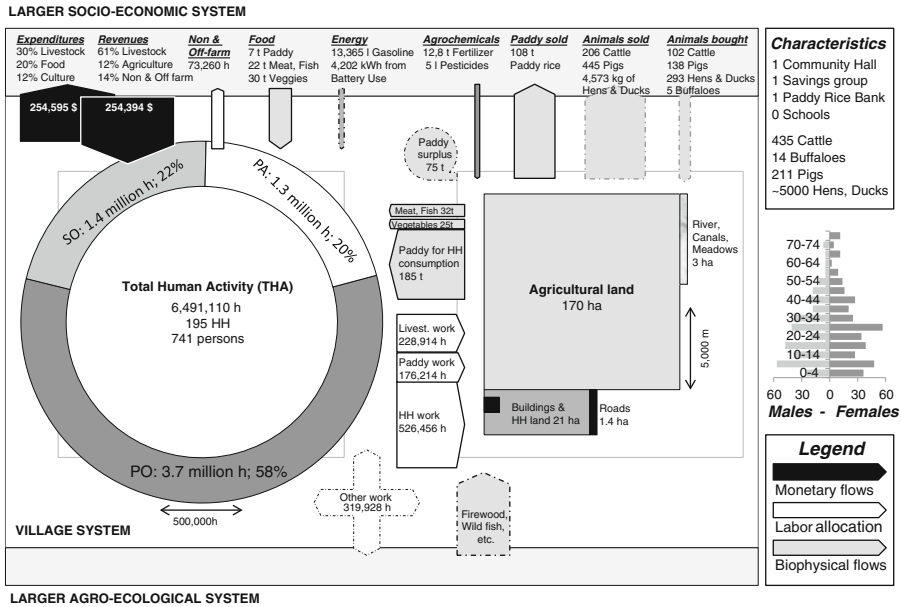 LARGER SOCIO-ECONOMIC SYSTEM
Expenditures
30% Livestock
20% Food
12% Culture
Revenues
61% Livestock
12% Agriculture
14% Non & Off farm
Non &
Off-farm
73,260 h
Food
7 t Paddy
22 t Meat, Fish
30 t Veggies
Energy
13,365 l Gasoline
4,202 kWh from
Battery Use
Agrochemicals
12,8 t Fertilizer
5 l Pesticides
Paddy sold
108 t
Paddy rice
Animals sold
206 Cattle
445 Pigs
4,573 kg of
Hens & Ducks
Animals bought
102 Cattle
138 Pigs
293 Hens & Ducks
5 Buffaloes
254,595 $
254,394 $
SO: 1.4 million h; 22%
PA: 1.3 million h; 20%
PO: 3.7 million h; 58%
Total Human Activity (THA)
6,491,110 h
195 HH
741 persons
500,000h
Paddy
surplus
75 t
Meat, Fish 32t
Vegetables 25t
Paddy for HH
consumption
185 t
Livest. work
228,914 h
Paddy work
176,214 h
HH work
526,456 h
Other work
319,928 h
Firewood,
Wild fish,
etc.
Agricultural land
170 ha
River,
Canals,
Meadows
3 ha
5,000 m
Buildings &
HH land 21 ha
Roads
1.4 ha
VILLAGE SYSTEM
LARGER AGRO-ECOLOGICAL SYSTEM
Characteristics
1 Community Hall
1 Savings group
1 Paddy Rice Bank
0 Schools
435 Cattle
14 Buffaloes
211 Pigs
~5000 Hens, Ducks
70-74
60-64
50-54
40-44
30-34
20-24
10-14
0-4
60 30 0 30 60
Males - Females
Legend
Monetary flows
Labor allocation
Biophysical flows